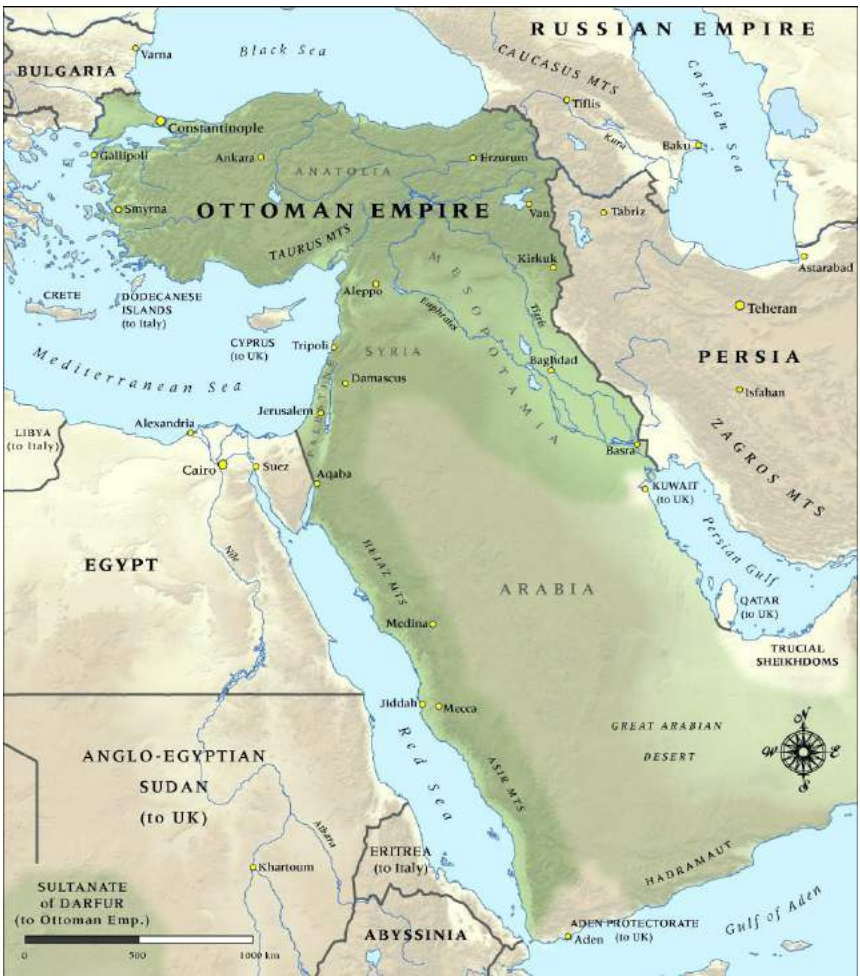 RUSSIAN EMPIRE
Black Sea
Varna
BULGARIA
CAUCASUS MTS
Caspian Sea
Tiflis
Kura
Baku
Constantinople
Gallipoli
Ankara
ANATOLIA
Erzurum
Smyrna
OTTOMAN EMPIRE
Van
Tabriz
TAURUS MTS
Kirkuk
Astarabad
CRETE
DODECANESE
ISLANDS
(to Italy)
Aleppo
MESOPOTAMIA
Euphrates
Tigris
Teheran
CYPRUS
(to UK)
Tripoli
SYRIA
Baghdad
PERSIA
Mediterranean Sea
Damascus
Isfahan
LIBYA
(to Italy)
Alexandria
Jerusalem
PALESTINE
Basra
ZAGROS MTS
Cairo
Suez
Aqaba
KUWAIT
(to UK)
Persian Gulf
EGYPT
Nile
HEJAZ MTS
ARABIA
QATAR
(to UK)
Medina
TRUCIAL
SHEIKHDOMS
Jiddah
Mecca
Red Sea
GREAT ARABIAN
DESERT
N
W
E
S
ANGLO-EGYPTIAN
SUDAN
(to UK)
ASIR MTS
Atbara
ERITREA
(to Italy)
Khartoum
HADRAMAUT
SULTANATE
of DARFUR
(to Ottoman Emp.)
ADEN PROTECTORATE
(to UK)
Aden
Gulf of Aden
ABYSSINIA
0 500 1000 km